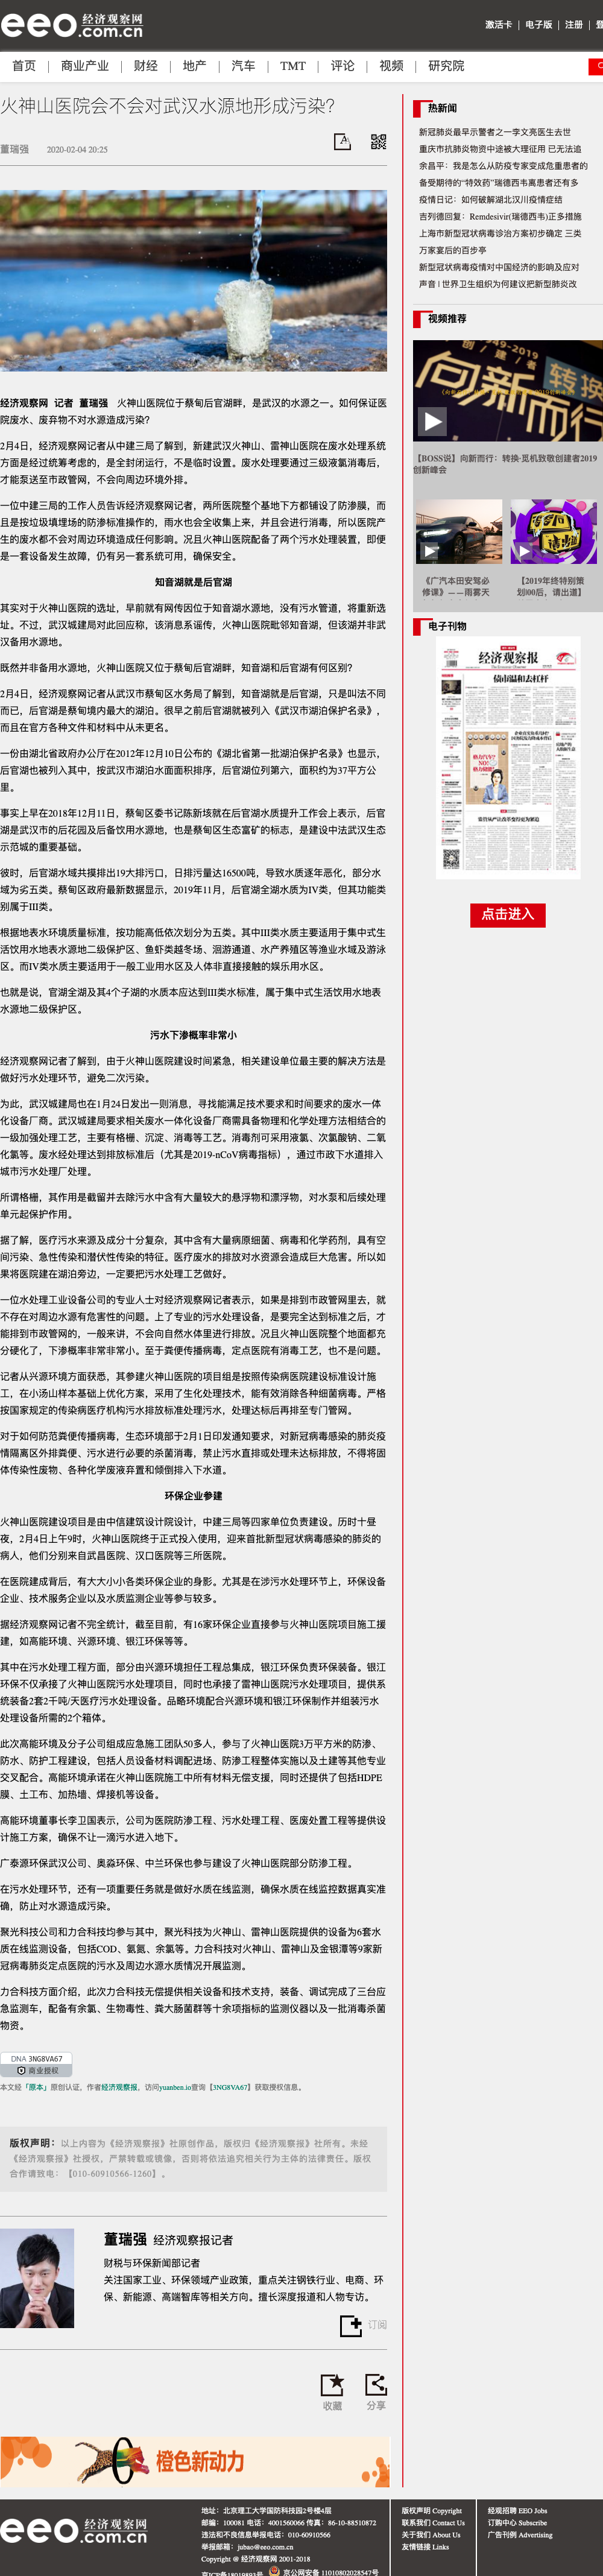 eeo 经济观察网
.com.cn
激活卡 | 电子版 | 注册 |
首页 | 商业产业 | 财经 | 地产 | 汽车 | TMT | 评论 | 视频 | 研究院
火神山医院会不会对武汉水源地形成污染？
董瑞强 2020-02-04 20:25
经济观察网 记者 董瑞强 火神山医院位于蔡甸后官湖畔，是武汉的水源之一。如何保证医
院废水、废弃物不对水源造成污染？
2月4日，经济观察网记者从中建三局了解到，新建武汉火神山、雷神山医院在废水处理系统
方面是经过统筹考虑的，是全封闭运行，不是临时设置。废水处理要通过三级液氯消毒后，
才能泵送至市政管网，不会向周边环境外排。
一位中建三局的工作人员告诉经济观察网记者，两所医院整个基地下方都铺设了防渗膜，而
且是按垃圾填埋场的防渗标准操作的，雨水也会全收集上来，并且会进行消毒，所以医院产
生的废水都不会对周边环境造成任何影响。况且火神山医院配备了两个污水处理装置，即便
是一套设备发生故障，仍有另一套系统可用，确保安全。
知音湖就是后官湖
其实对于火神山医院的选址，早前就有网传因位于知音湖水源地，没有污水管道，将重新选
址。不过，武汉城建局对此回应称，该消息系谣传，火神山医院毗邻知音湖，但该湖并非武
汉备用水源地。
既然并非备用水源地，火神山医院又位于蔡甸后官湖畔，知音湖和后官湖有何区别？
2月4日，经济观察网记者从武汉市蔡甸区水务局了解到，知音湖就是后官湖，只是叫法不同
而已，后官湖是蔡甸境内最大的湖泊。很早之前后官湖就被列入《武汉市湖泊保护名录》，
而且在官方各种文件和材料中从未更名。
一份由湖北省政府办公厅在2012年12月10日公布的《湖北省第一批湖泊保护名录》也显示，
后官湖也被列入其中，按武汉市湖泊水面面积排序，后官湖位列第六，面积约为37平方公
里。
事实上早在2018年12月11日，蔡甸区委书记陈新垓就在后官湖水质提升工作会上表示，后官
湖是武汉市的后花园及后备饮用水源地，也是蔡甸区生态富矿的标志，是建设中法武汉生态
示范城的重要基础。
彼时，后官湖水域共摸排出19大排污口，日排污量达16500吨，导致水质逐年恶化，部分水
域为劣五类。蔡甸区政府最新数据显示，2019年11月，后官湖全湖水质为IV类，但其功能类
别属于III类。
根据地表水环境质量标准，按功能高低依次划分为五类。其中III类水质主要适用于集中式生
活饮用水地表水源地二级保护区、鱼虾类越冬场、洄游通道、水产养殖区等渔业水域及游泳
区。而IV类水质主要适用于一般工业用水区及人体非直接接触的娱乐用水区。
也就是说，官湖全湖及其4个子湖的水质本应达到III类水标准，属于集中式生活饮用水地表
水源地二级保护区。
污水下渗概率非常小
经济观察网记者了解到，由于火神山医院建设时间紧急，相关建设单位最主要的解决方法是
做好污水处理环节，避免二次污染。
为此，武汉城建局也在1月24日发出一则消息，寻找能满足技术要求和时间要求的废水一体
化设备厂商。武汉城建局要求相关废水一体化设备厂商需具备物理和化学处理方法相结合的
一级加强处理工艺，主要有格栅、沉淀、消毒等工艺。消毒剂可采用液氯、次氯酸钠、二氧
化氯等。废水经处理达到排放标准后（尤其是2019-nCoV病毒指标），通过市政下水道排入
城市污水处理厂处理。
所谓格栅，其作用是截留并去除污水中含有大量较大的悬浮物和漂浮物，对水泵和后续处理
单元起保护作用。
据了解，医疗污水来源及成分十分复杂，其中含有大量病原细菌、病毒和化学药剂，具有空
间污染、急性传染和潜伏性传染的特征。医疗废水的排放对水资源会造成巨大危害。所以如
果将医院建在湖泊旁边，一定要把污水处理工艺做好。
一位水处理工业设备公司的专业人士对经济观察网记者表示，如果是排到市政管网里去，就
不存在对周边水源有危害性的问题。上了专业的污水处理设备，是要完全达到标准之后，才
能排到市政管网的，一般来讲，不会向自然水体里进行排放。况且火神山医院整个地面都充
分硬化了，下渗概率非常非常小。至于粪便传播病毒，定点医院有消毒工艺，也不是问题。
记者从兴源环境方面获悉，其参建火神山医院的项目组是按照传染病医院建设标准设计施
工，在小汤山样本基础上优化方案，采用了生化处理技术，能有效消除各种细菌病毒。严格
按国家规定的传染病医疗机构污水排放标准处理污水，处理达标后再排至专门管网。
对于如何防范粪便传播病毒，生态环境部于2月1日印发通知要求，对新冠病毒感染的肺炎疫
情隔离区外排粪便、污水进行必要的杀菌消毒，禁止污水直排或处理未达标排放，不得将固
体传染性废物、各种化学废液弃置和倾倒排入下水道。
环保企业参建
火神山医院建设项目是由中信建筑设计院设计，中建三局等四家单位负责建设。历时十昼
夜，2月4日上午9时，火神山医院终于正式投入使用，迎来首批新型冠状病毒感染的肺炎的
病人，他们分别来自武昌医院、汉口医院等三所医院。
在医院建成背后，有大大小小各类环保企业的身影。尤其是在涉污水处理环节上，环保设备
企业、技术服务企业以及水质监测企业等参与较多。
据经济观察网记者不完全统计，截至目前，有16家环保企业直接参与火神山医院项目施工援
建，如高能环境、兴源环境、银江环保等等。
其中在污水处理工程方面，部分由兴源环境担任工程总集成，银江环保负责环保装备。银江
环保不仅承接了火神山医院污水处理项目，同时也承接了雷神山医院污水处理项目，提供系
统装备2套2千吨/天医疗污水处理设备。品略环境配合兴源环境和银江环保制作并组装污水
处理设备所需的2个箱体。
此次高能环境及分子公司组成应急施工团队50多人，参与了火神山医院3万平方米的防渗、
防水、防护工程建设，包括人员设备材料调配进场、防渗工程整体实施以及土建等其他专业
交叉配合。高能环境承诺在火神山医院施工中所有材料无偿支援，同时还提供了包括HDPE
膜、土工布、加热墙、焊接机等设备。
高能环境董事长李卫国表示，公司为医院防渗工程、污水处理工程、医废处置工程等提供设
计施工方案，确保不让一滴污水进入地下。
广泰源环保武汉公司、奥淼环保、中兰环保也参与建设了火神山医院部分防渗工程。
在污水处理环节，还有一项重要任务就是做好水质在线监测，确保水质在线监控数据真实准
确，防止对水源造成污染。
聚光科技公司和力合科技均参与其中，聚光科技为火神山、雷神山医院提供的设备为6套水
质在线监测设备，包括COD、氨氮、余氯等。力合科技对火神山、雷神山及金银潭等9家新
冠病毒肺炎定点医院的污水及周边水源水质情况开展监测。
力合科技方面介绍，此次力合科技无偿提供相关设备和技术支持，装备、调试完成了三台应
急监测车，配备有余氯、生物毒性、粪大肠菌群等十余项指标的监测仪器以及一批消毒杀菌
物资。
DNA 3NG8VA67
商业授权
本文经「原本」原创认证，作者经济观察报，访问yuanben.io查询【3NG8VA67】获取授权信息。
版权声明：以上内容为《经济观察报》社原创作品，版权归《经济观察报》社所有。未经
《经济观察报》社授权，严禁转载或镜像，否则将依法追究相关行为主体的法律责任。版权
合作请致电：【010-60910566-1260】。
董瑞强 经济观察报记者
财税与环保新闻部记者
关注国家工业、环保领域产业政策，重点关注钢铁行业、电商、环
保、新能源、高端智库等相关方向。擅长深度报道和人物专访。
订阅
收藏 分享
橙色新动力
热新闻
新冠肺炎最早示警者之一李文亮医生去世
重庆市抗肺炎物资中途被大理征用 已无法追
余昌平：我是怎么从防疫专家变成危重患者的
备受期待的“特效药”瑞德西韦离患者还有多
疫情日记：如何破解湖北汉川疫情症结
吉列德回复：Remdesivir(瑞德西韦)正多措施
上海市新型冠状病毒诊治方案初步确定 三类
万家宴后的百步亭
新型冠状病毒疫情对中国经济的影响及应对
声音 | 世界卫生组织为何建议把新型肺炎改
视频推荐
【BOSS说】向新而行：转换·觅机致敬创建者2019
创新峰会
《广汽本田安驾必
修课》——雨雾天
【2019年终特别策
划00后，请出道】
电子刊物
经济观察报
债市温和去杠杆
点击进入
eeo 经济观察网
.com.cn
地址：北京理工大学国防科技园2号楼4层
邮编：100081 电话：4001560066 传真：86-10-88510872
违法和不良信息举报电话：010-60910566
举报邮箱：jubao@eeo.com.cn
Copyright @ 经济观察网 2001-2018
京ICP备18019893号 京公网安备 11010802028547号
版权声明 Copyright
联系我们 Contact Us
关于我们 About Us
友情链接 Links
经观招聘 EEO Jobs
订购中心 Subscribe
广告刊例 Advertising